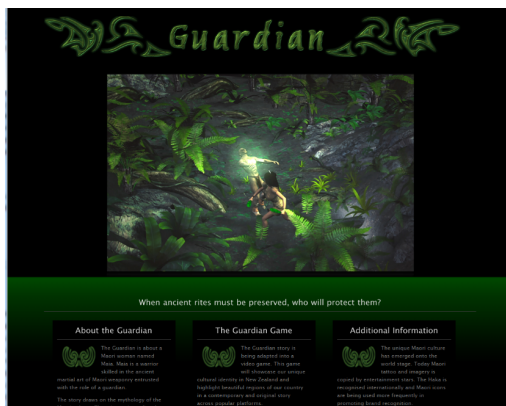 Guardian
When ancient rites must be preserved, who will protect them?
About the Guardian
The Guardian is about a
Maori woman named
Maia. Maia is a warrior
skilled in the ancient
martial art of Maori weaponry entrusted
with the role of a guardian.
The story draws on the mythology of the
The Guardian Game
The Guardian story is
being adapted into a
video game. This game
will showcase our unique
cultural identity in New Zealand and
highlight beautiful regions of our country
in a contemporary and original story
across popular platforms.
Additional Information
The unique Maori culture
has emerged onto the
world stage. Today Maori
tattoo and imagery is
copied by entertainment stars. The Haka is
recognised internationally and Maori icons
are being used more frequently in
promoting brand recognition.